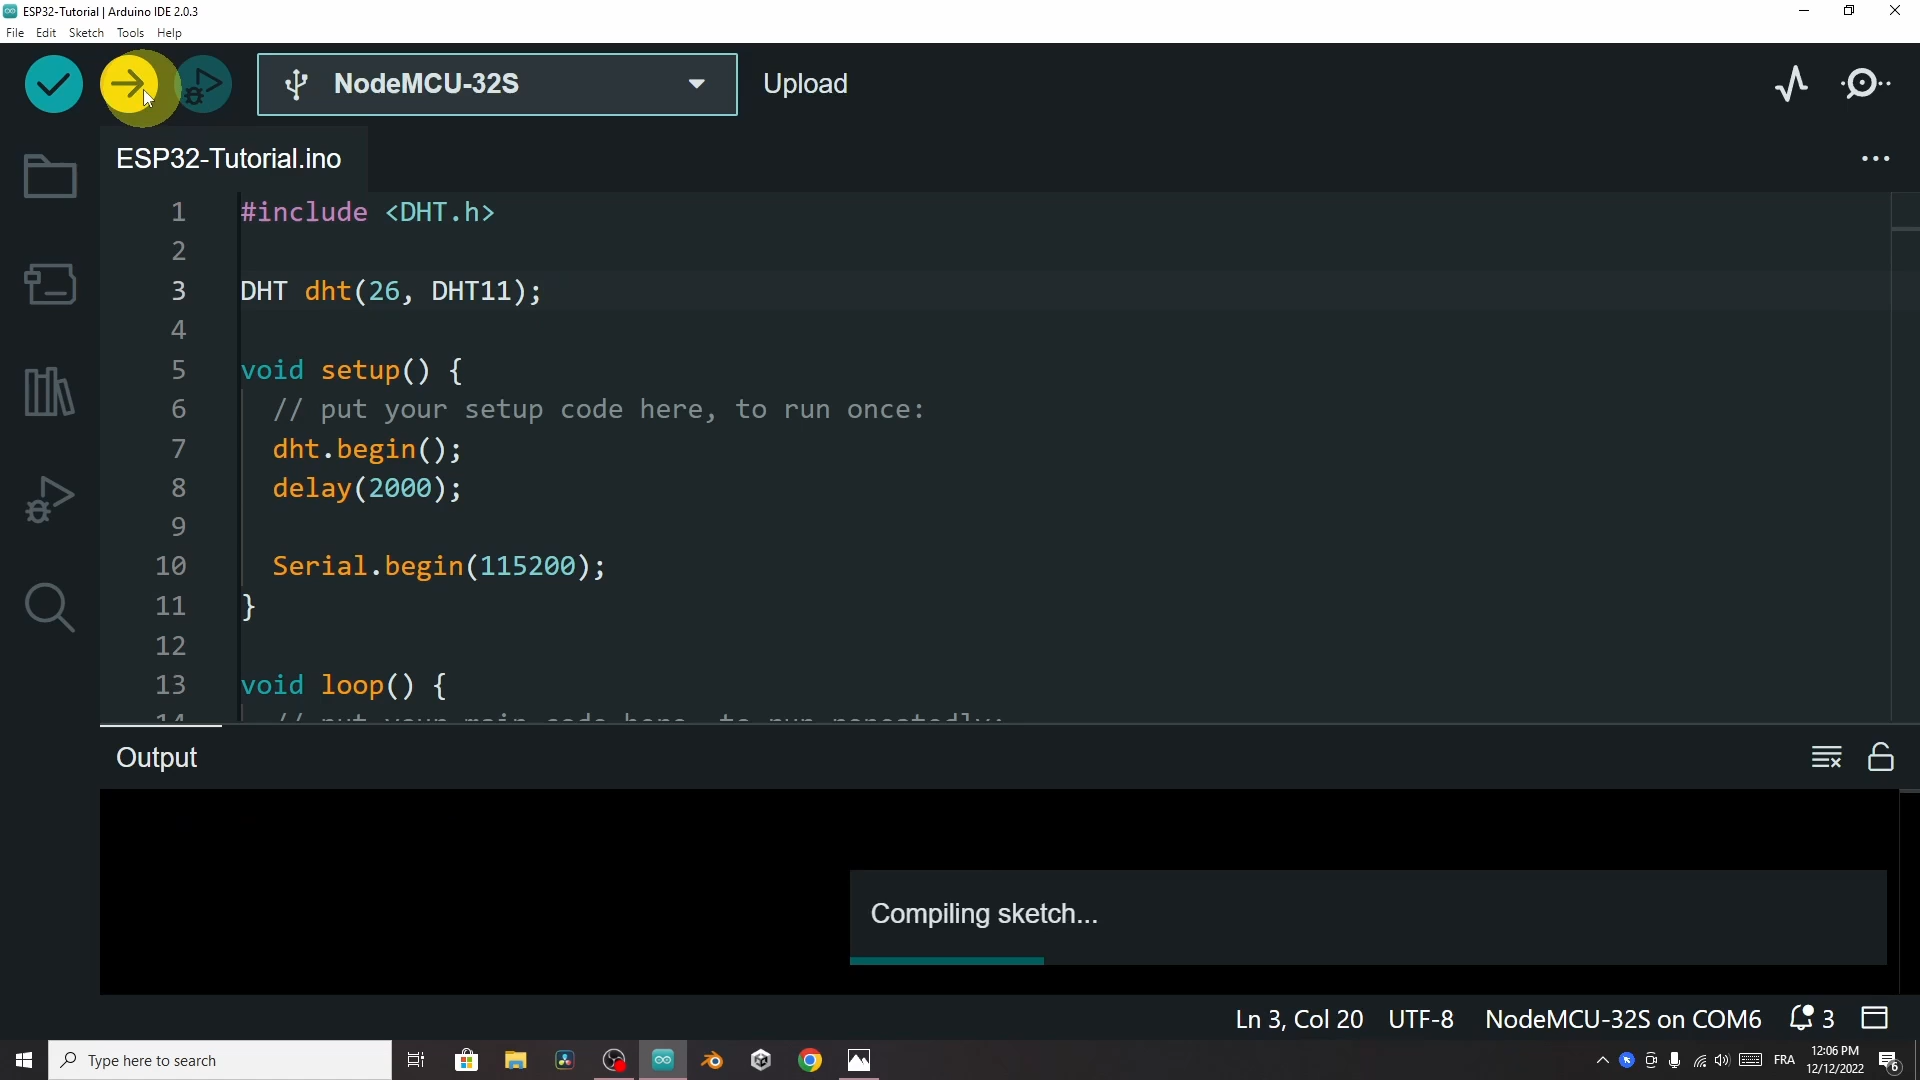 ESP32-Tutorial | Arduino IDE 2.0.3
File Edit Sketch Tools Help
NodeMCU-32S Upload
ESP32-Tutorial.ino
1 #include <DHT.h>
2
3 DHT dht(26, DHT11);
4
5 void setup() {
6 // put your setup code here, to run once:
7 dht.begin();
8 delay(2000);
9
10 Serial.begin(115200);
11 }
12
13 void loop() {
14 // put your main code here, to run repeatedly:
Output
Compiling sketch...
Ln 3, Col 20 UTF-8 NodeMCU-32S on COM6 3
Type here to search
FRA
12:06 PM
12/12/2022
6